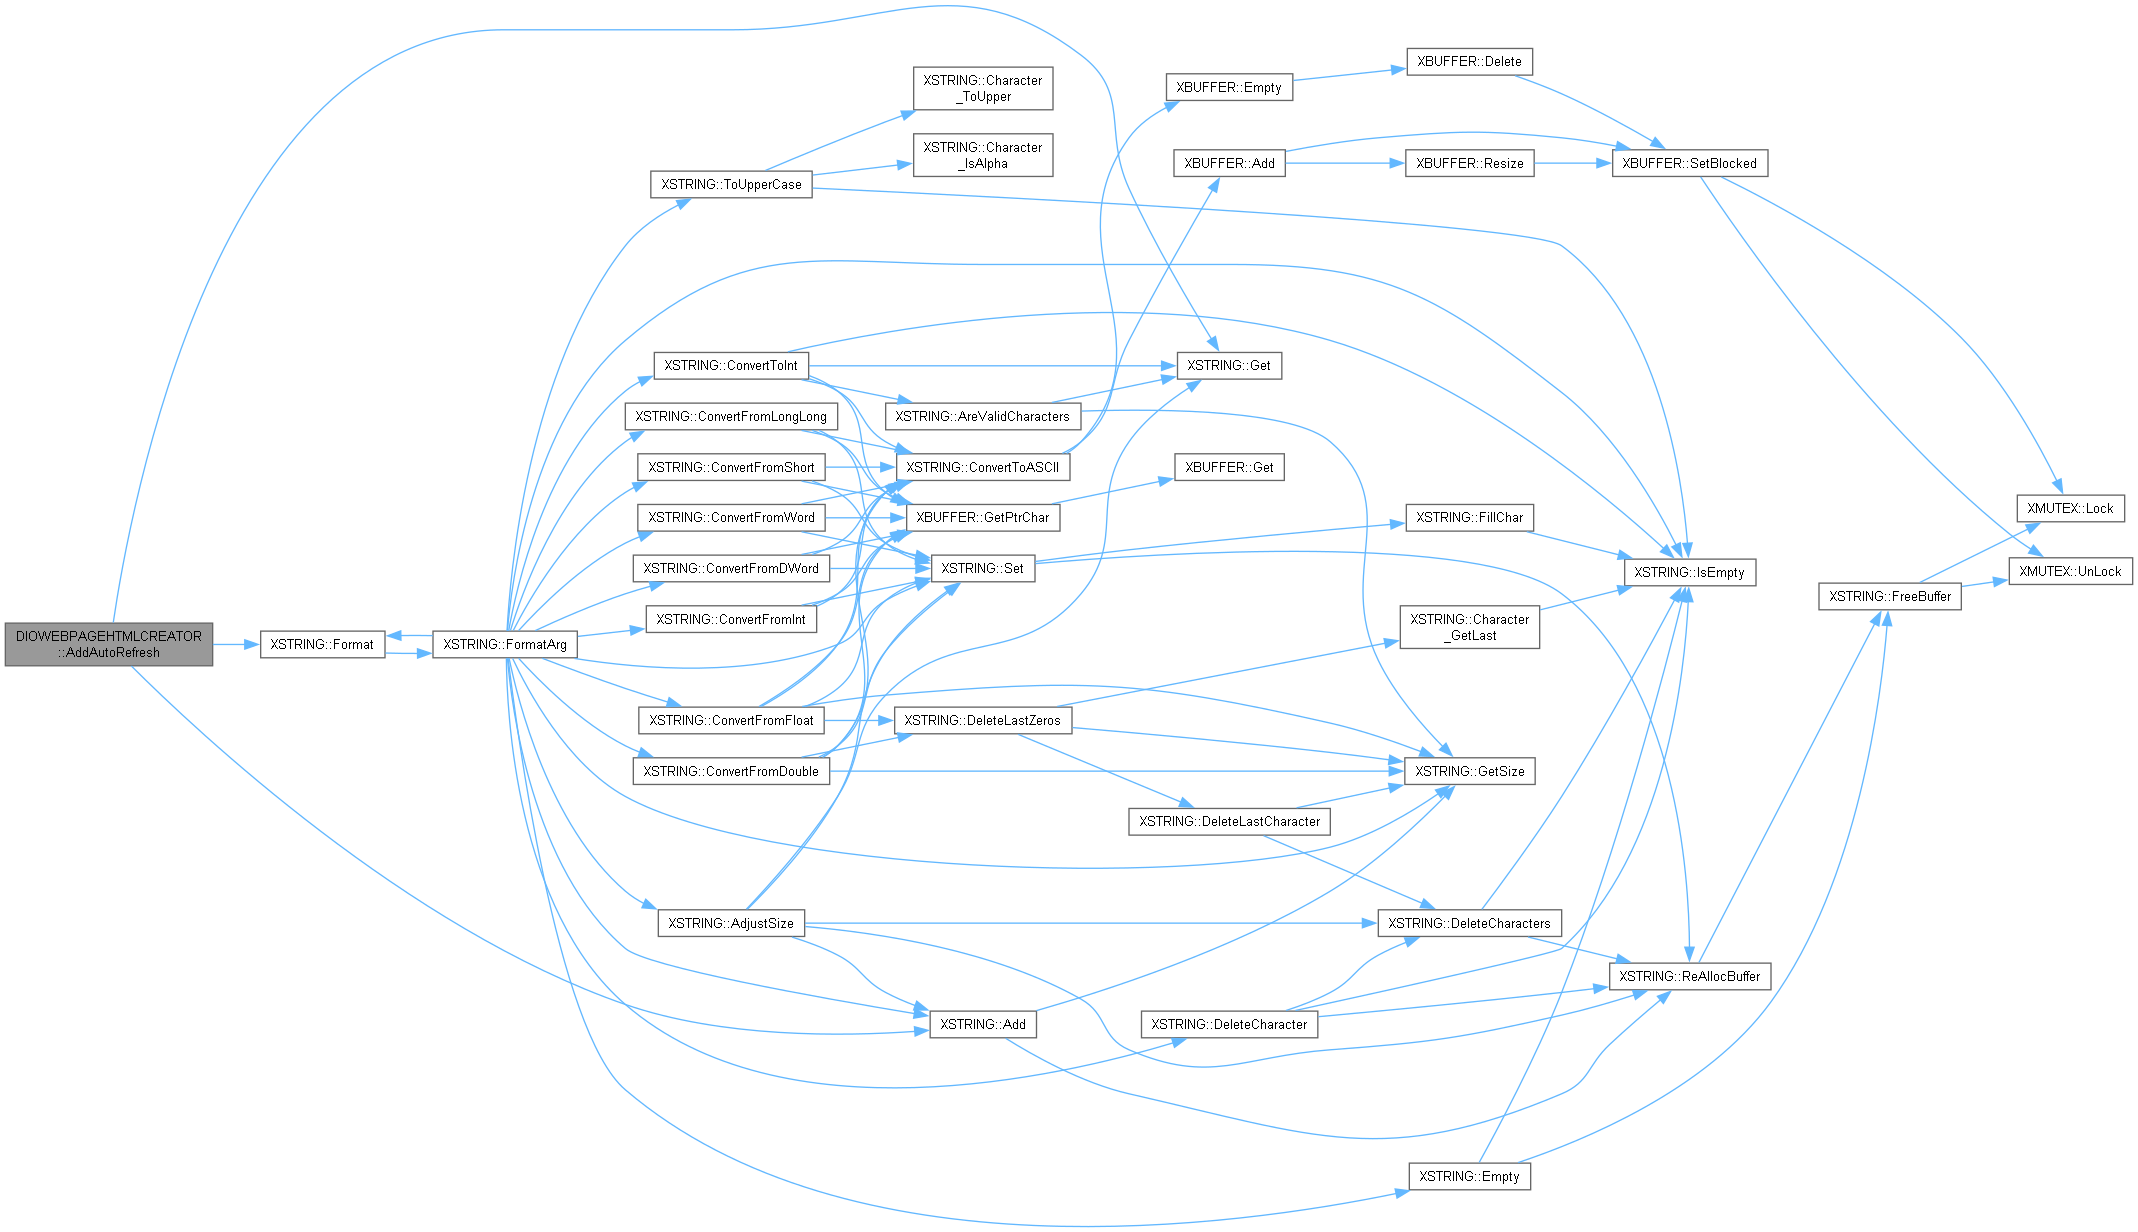 DIOWEBPAGEHTMLCREATOR
::AddAutoRefresh
XSTRING::Format
XSTRING::FormatArg
XSTRING::ToUpperCase
XSTRING::ConvertToInt
XSTRING::ConvertFromLongLong
XSTRING::ConvertFromShort
XSTRING::ConvertFromWord
XSTRING::ConvertFromDWord
XSTRING::ConvertFromInt
XSTRING::ConvertFromFloat
XSTRING::ConvertFromDouble
XSTRING::AdjustSize
XSTRING::Character
_ToUpper
XSTRING::Character
_IsAlpha
XSTRING::AreValidCharacters
XSTRING::ConvertToASCII
XBUFFER::GetPtrChar
XSTRING::Set
XSTRING::DeleteLastZeros
XSTRING::Add
XBUFFER::Empty
XBUFFER::Add
XSTRING::Get
XBUFFER::Get
XSTRING::DeleteLastCharacter
XSTRING::DeleteCharacter
XBUFFER::Delete
XBUFFER::Resize
XSTRING::FillChar
XSTRING::Character
_GetLast
XSTRING::GetSize
XSTRING::DeleteCharacters
XSTRING::Empty
XBUFFER::SetBlocked
XSTRING::IsEmpty
XSTRING::ReAllocBuffer
XSTRING::FreeBuffer
XMUTEX::Lock
XMUTEX::UnLock